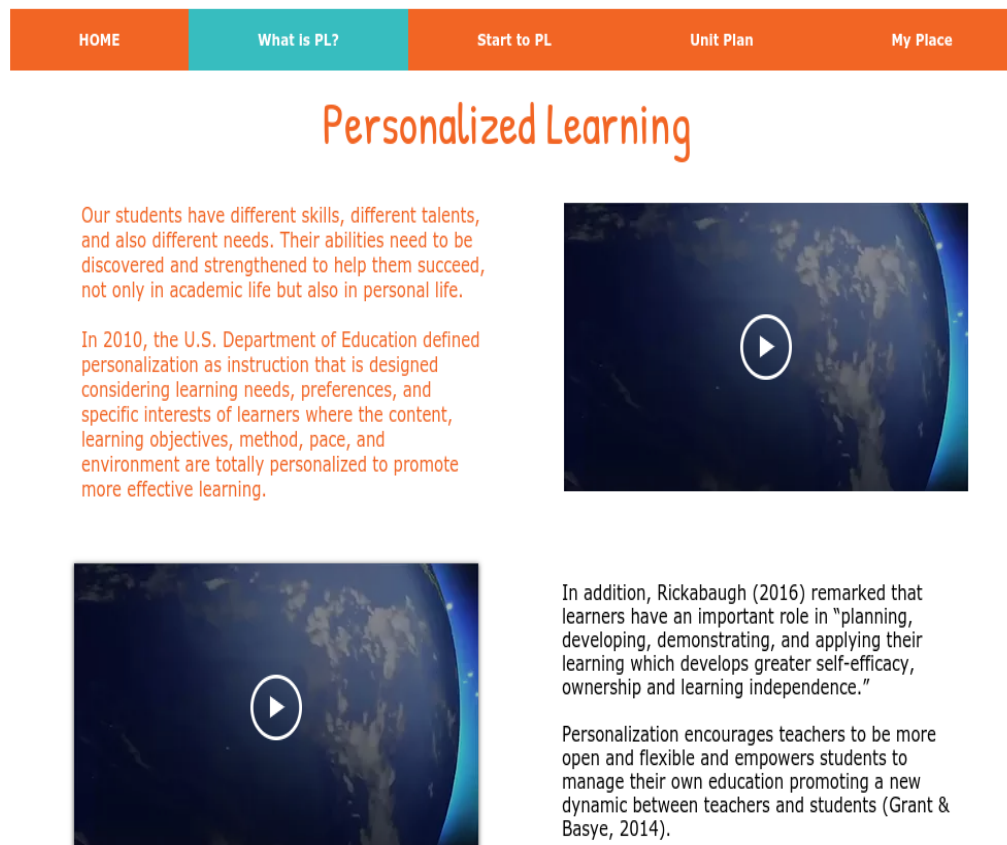 HOME What is PL? Start to PL Unit Plan My Place
Personalized Learning
Our students have different skills, different talents,
and also different needs. Their abilities need to be
discovered and strengthened to help them succeed,
not only in academic life but also in personal life.
In 2010, the U.S. Department of Education defined
personalization as instruction that is designed
considering learning needs, preferences, and
specific interests of learners where the content,
learning objectives, method, pace, and
environment are totally personalized to promote
more effective learning.
In addition, Rickabaugh (2016) remarked that
learners have an important role in “planning,
developing, demonstrating, and applying their
learning which develops greater self-efficacy,
ownership and learning independence.”
Personalization encourages teachers to be more
open and flexible and empowers students to
manage their own education promoting a new
dynamic between teachers and students (Grant &
Basye, 2014).